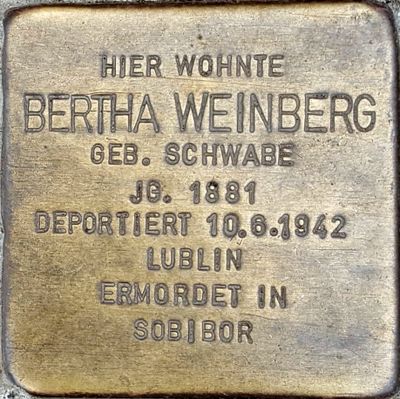 HIER WOHNTE
BERTHA WEINBERG
GEB. SCHWABE
JG. 1881
DEPORTIERT 10.6.1942
LUBLIN
ERMORDET IN
SOBIBOR